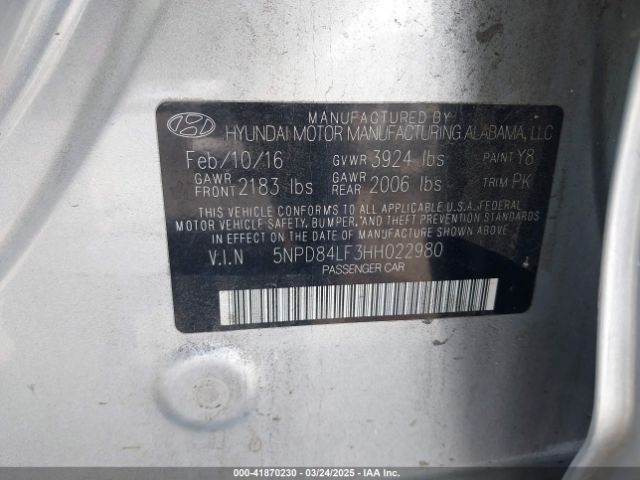 MANUFACTURED BY
HYUNDAI MOTOR MANUFACTURING ALABAMA, LLC
Feb/10/16 GVWR 3924 lbs PAINT Y8
GAWR FRONT 2183 lbs GAWR REAR 2006 lbs TRIM PK
THIS VEHICLE CONFORMS TO ALL APPLICABLE U.S.A.FEDERAL
MOTOR VEHICLE SAFETY, BUMPER, AND THEFT PREVENTION STANDARDS
IN EFFECT ON THE DATE OF MANUFACTURE SHOWN ABOVE.
V.I.N 5NPD84LF3HH022980
PASSENGER CAR
000-41870230 — 03/24/2025 — IAA Inc.